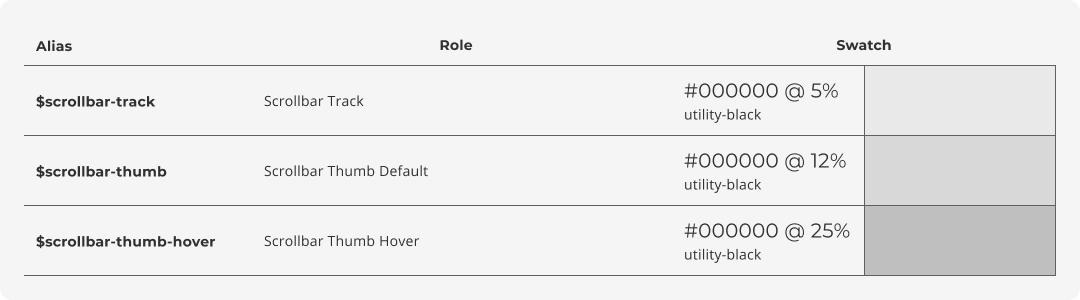 Alias Role Swatch
$scrollbar-track Scrollbar Track #000000 @ 5%
utility-black
$scrollbar-thumb Scrollbar Thumb Default #000000 @ 12%
utility-black
$scrollbar-thumb-hover Scrollbar Thumb Hover #000000 @ 25%
utility-black